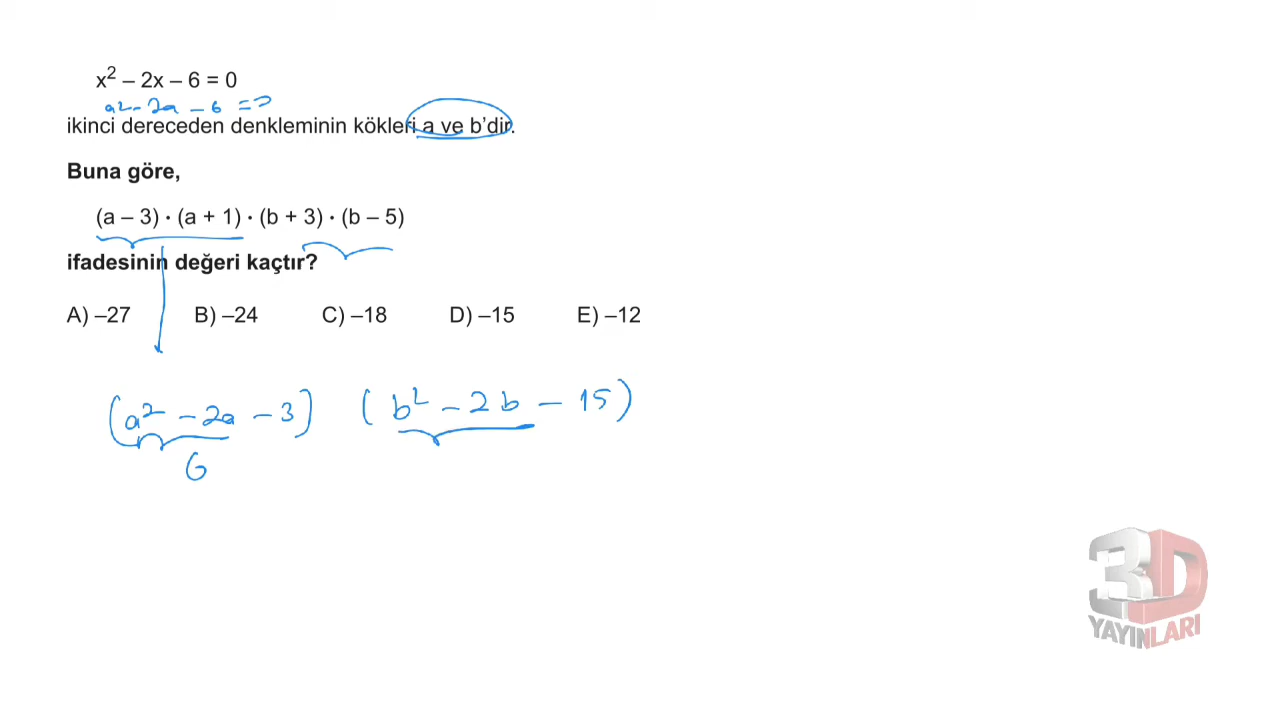 x² – 2x – 6 = 0
a² - 2a - 6 = 0
ikinci dereceden denkleminin kökleri a ve b'dir.
Buna göre,
(a – 3) · (a + 1) · (b + 3) · (b – 5)
ifadesinin değeri kaçtır?
A) –27 B) –24 C) –18 D) –15 E) –12
(a² - 2a - 3) (b² - 2b - 15)
6
3D
YAYINLARI